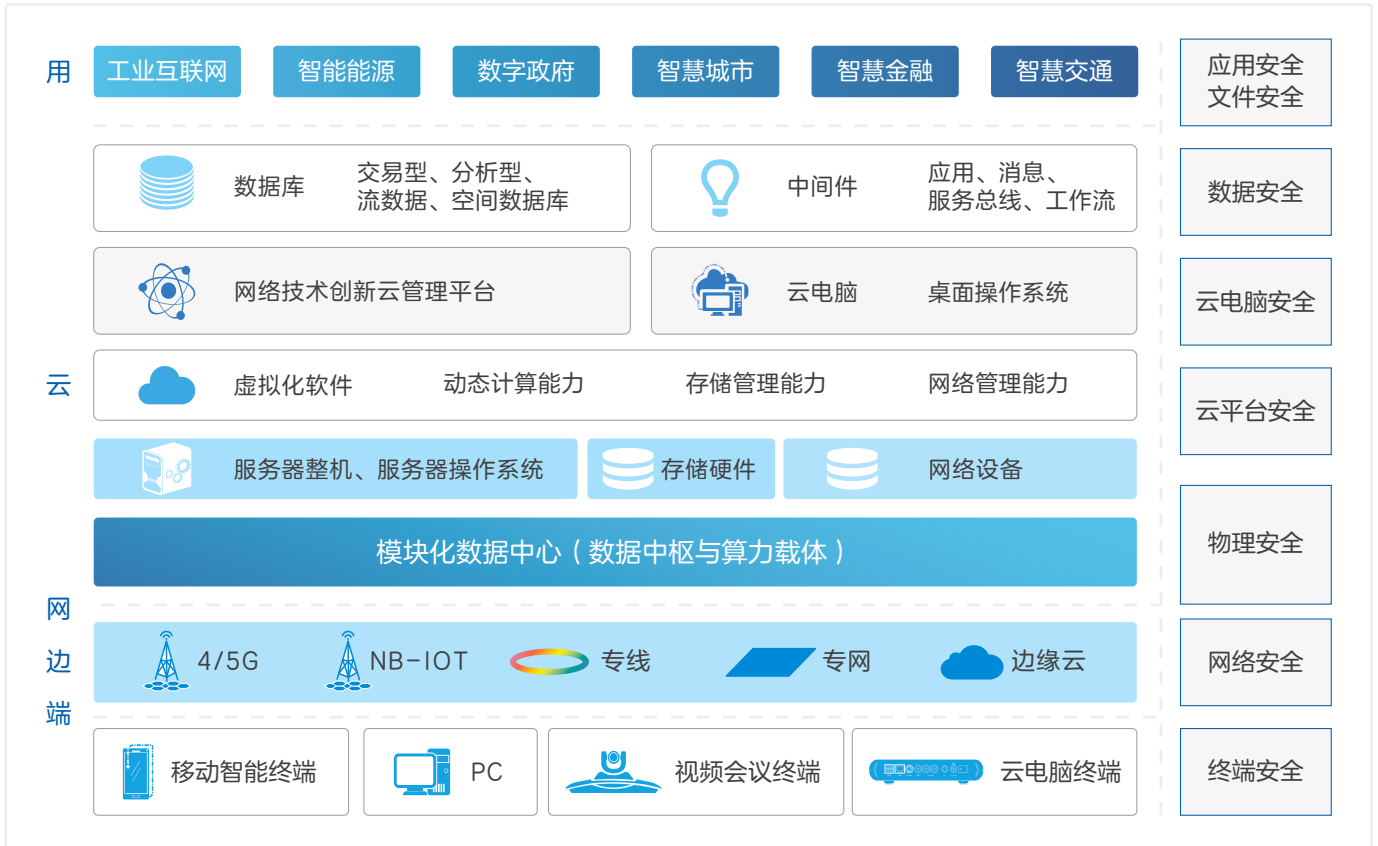 用
工业互联网
智能能源
数字政府
智慧城市
智慧金融
智慧交通
应用安全
文件安全
数据库
交易型、分析型、
流数据、空间数据库
中间件
应用、消息、
服务总线、工作流
数据安全
网络技术创新云管理平台
云电脑
桌面操作系统
云电脑安全
云
虚拟化软件
动态计算能力
存储管理能力
网络管理能力
云平台安全
服务器整机、服务器操作系统
存储硬件
网络设备
模块化数据中心（数据中枢与算力载体）
物理安全
网
边
端
4/5G
NB-IOT
专线
专网
边缘云
网络安全
移动智能终端
PC
视频会议终端
云电脑终端
终端安全